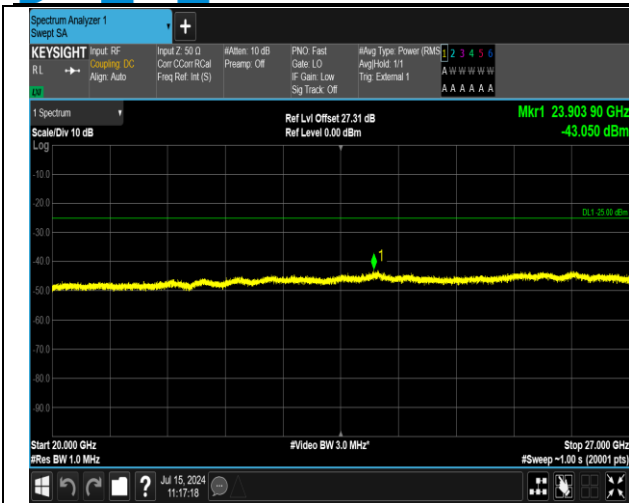 Spectrum Analyzer 1
Swept SA
+
KEYSIGHT Input: RF Input Z: 50 Ω #Atten: 10 dB PNO: Fast #Avg Type: Power (RMS 1 2 3 4 5 6
RL Coupling: DC Corr CCorr RCal Preamp: Off Gate: LO Avg|Hold: 1/1 A W W W W W
Align: Auto Freq Ref: Int (S) IF Gain: Low Trig: External 1
Sig Track: Off A A A A A A
1 Spectrum Ref Lvl Offset 27.31 dB Mkr1 23.903 90 GHz
Scale/Div 10 dB Ref Level 0.00 dBm -43.050 dBm
Log
-10.0
-20.0
DL1 -25.00 dBm
-30.0
-40.0
1
-50.0
-60.0
-70.0
-80.0
-90.0
Start 20.000 GHz #Video BW 3.0 MHz* Stop 27.000 GHz
#Res BW 1.0 MHz #Sweep ~1.00 s (20001 pts)
? Jul 15, 2024
11:17:18